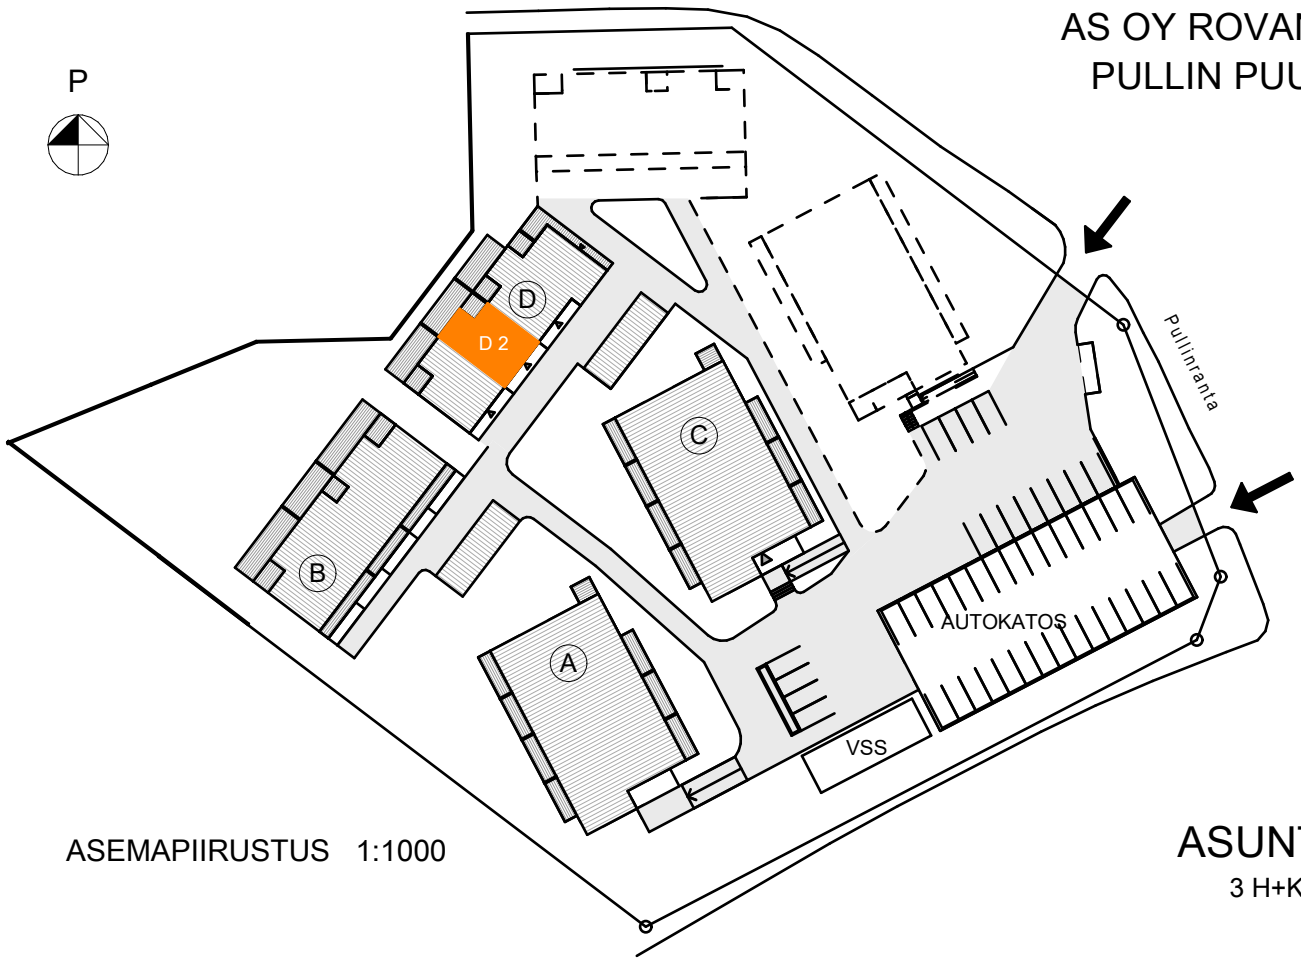 AS OY ROVAN
PULLIN PUU
P
D
D 2
Pullinranta
C
B
A
AUTOKATOS
VSS
ASEMAPIIRUSTUS 1:1000
ASUNT
3 H+K